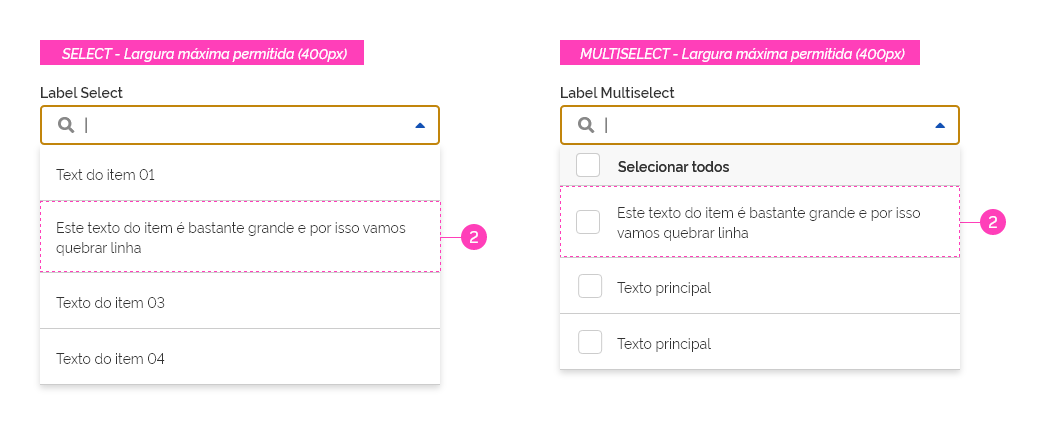 SELECT - Largura máxima permitida (400px)
Label Select
Text do item 01
Este texto do item é bastante grande e por isso vamos
quebrar linha
2
Texto do item 03
Texto do item 04
MULTISELECT - Largura máxima permitida (400px)
Label Multiselect
Selecionar todos
Este texto do item é bastante grande e por isso
vamos quebrar linha
2
Texto principal
Texto principal